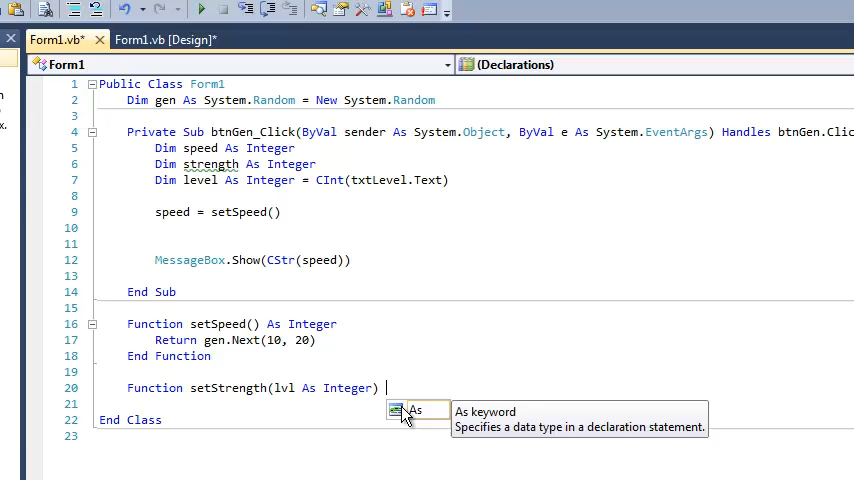 Form1.vb* Form1.vb [Design]*
Form1 (Declarations)
1 Public Class Form1
2 Dim gen As System.Random = New System.Random
3
4 Private Sub btnGen_Click(ByVal sender As System.Object, ByVal e As System.EventArgs) Handles btnGen.Clic
5 Dim speed As Integer
6 Dim strength As Integer
7 Dim level As Integer = CInt(txtLevel.Text)
8
9 speed = setSpeed()
10
11
12 MessageBox.Show(CStr(speed))
13
14 End Sub
15
16 Function setSpeed() As Integer
17 Return gen.Next(10, 20)
18 End Function
19
20 Function setStrength(lvl As Integer)
21 As As keyword
22 End Class Specifies a data type in a declaration statement.
23